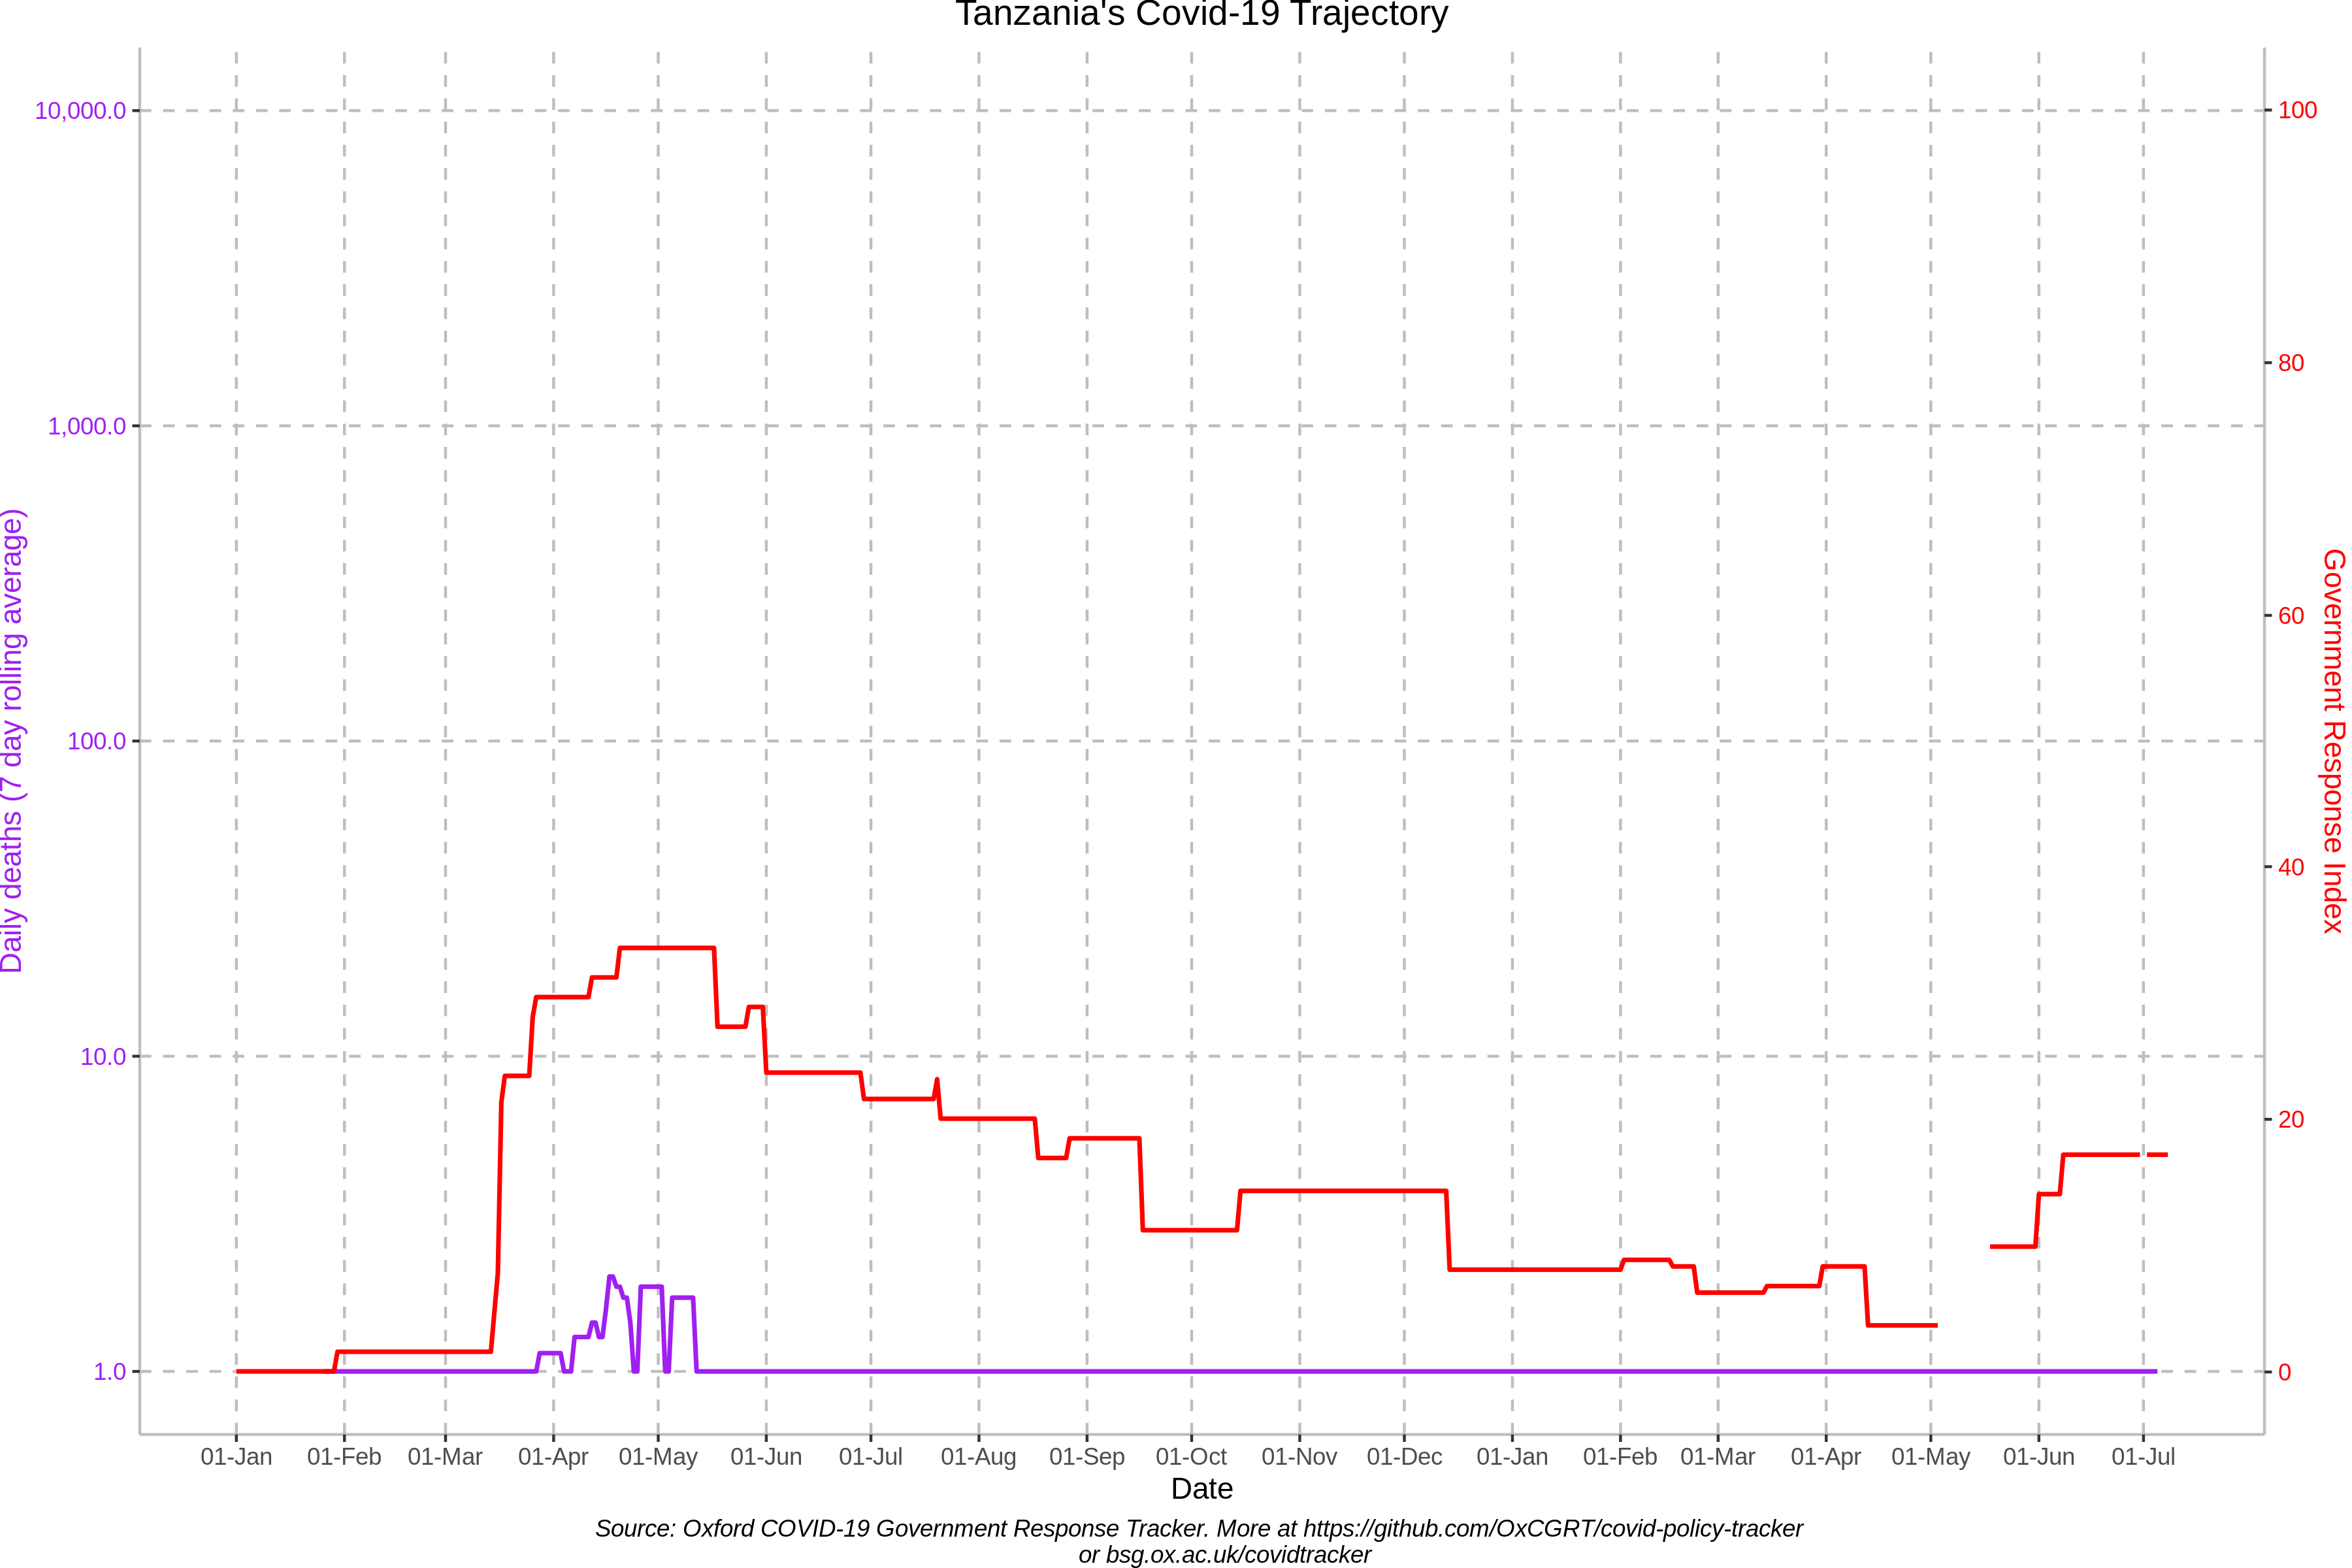 Tanzania's Covid-19 Trajectory
Daily deaths (7 day rolling average)
10,000.0
1,000.0
100.0
10.0
1.0
100
80
60
40
20
0
Government Response Index
01-Jan 01-Feb 01-Mar 01-Apr 01-May 01-Jun 01-Jul 01-Aug 01-Sep 01-Oct 01-Nov 01-Dec 01-Jan 01-Feb 01-Mar 01-Apr 01-May 01-Jun 01-Jul
Date
Source: Oxford COVID-19 Government Response Tracker. More at https://github.com/OxCGRT/covid-policy-tracker
or bsg.ox.ac.uk/covidtracker